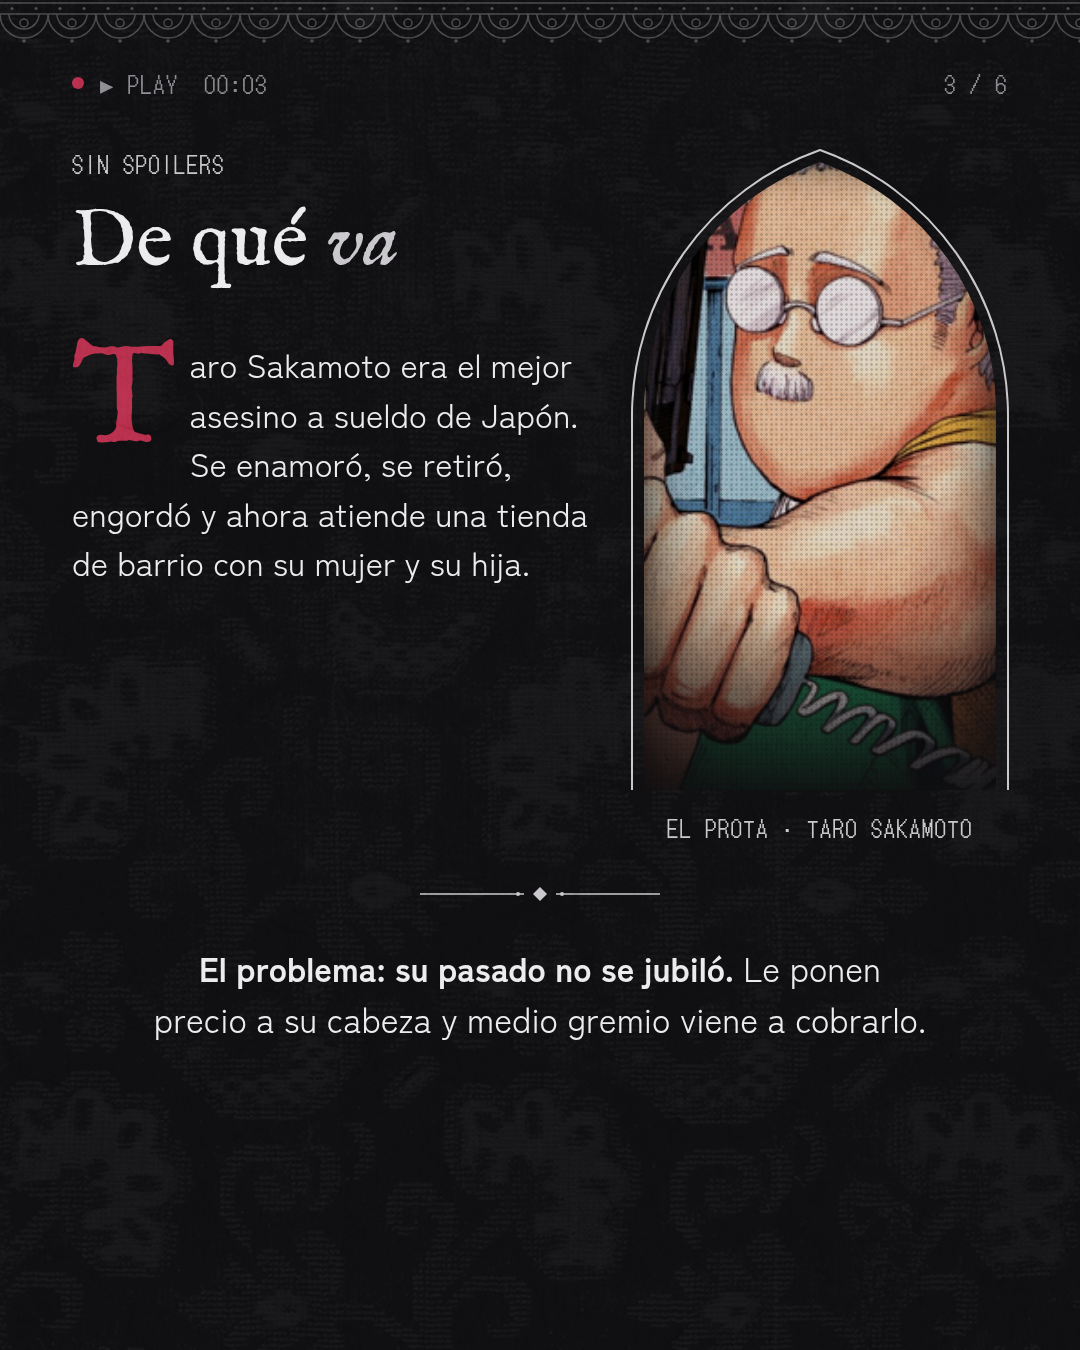 ▶ PLAY 00:03
3 / 6
SIN SPOILERS
De qué va
Taro Sakamoto era el mejor
asesino a sueldo de Japón.
Se enamoró, se retiró,
engordó y ahora atiende una tienda
de barrio con su mujer y su hija.
EL PROTA · TARO SAKAMOTO
El problema: su pasado no se jubiló. Le ponen
precio a su cabeza y medio gremio viene a cobrarlo.